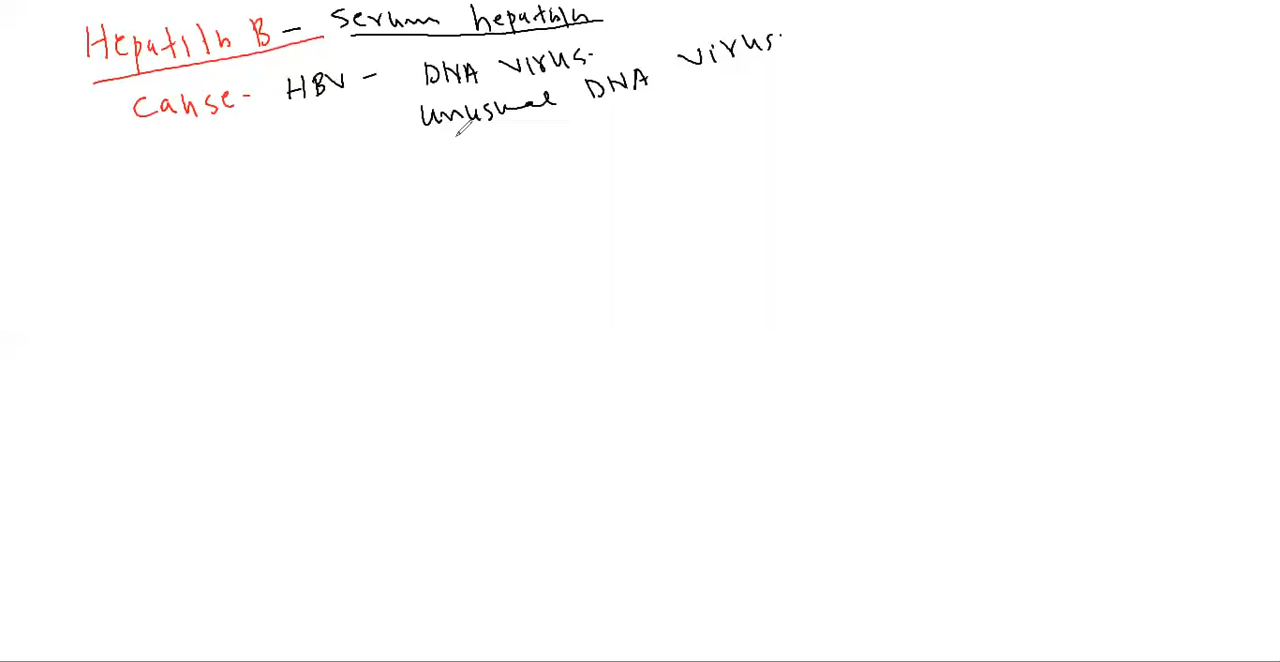 Hepatitis B - Serum hepatitis
Cause - HBV - DNA virus.
unusual DNA virus.